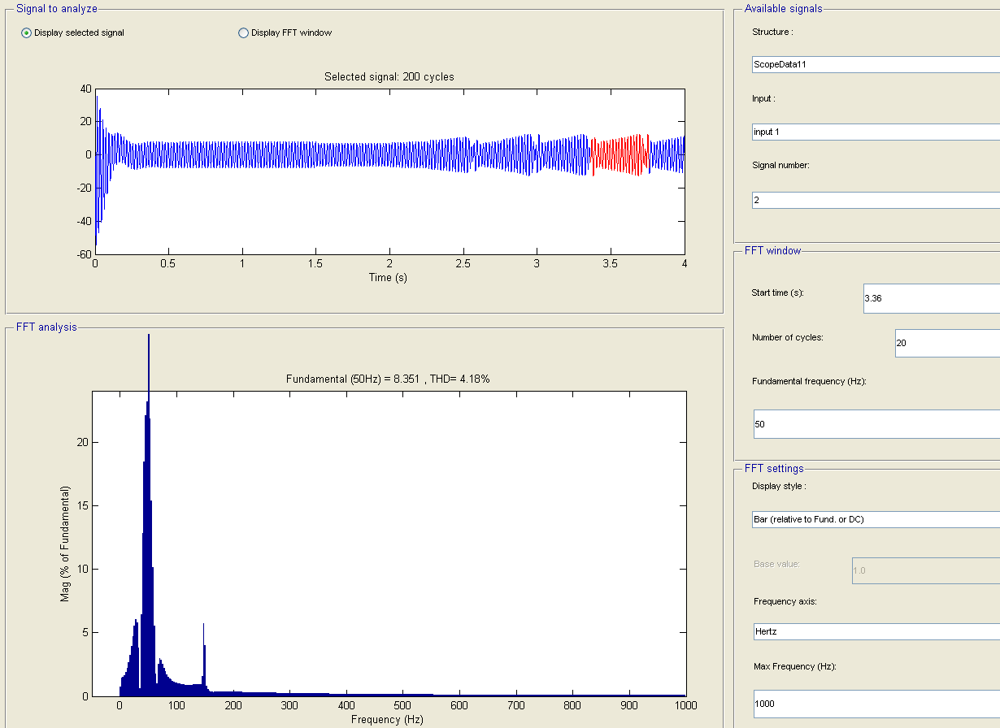 Signal to analyze
Display selected signal
Display FFT window
Selected signal: 200 cycles
40
20
0
-20
-40
-60
0 0.5 1 1.5 2 2.5 3 3.5 4
Time (s)
FFT analysis
Fundamental (50Hz) = 8.351 , THD= 4.18%
20
15
10
5
0
Mag (% of Fundamental)
0 100 200 300 400 500 600 700 800 900 1000
Frequency (Hz)
Available signals
Structure :
ScopeData11
Input :
input 1
Signal number:
2
FFT window
Start time (s):
3.36
Number of cycles:
20
Fundamental frequency (Hz):
50
FFT settings
Display style :
Bar (relative to Fund. or DC)
Base value:
1.0
Frequency axis:
Hertz
Max Frequency (Hz):
1000